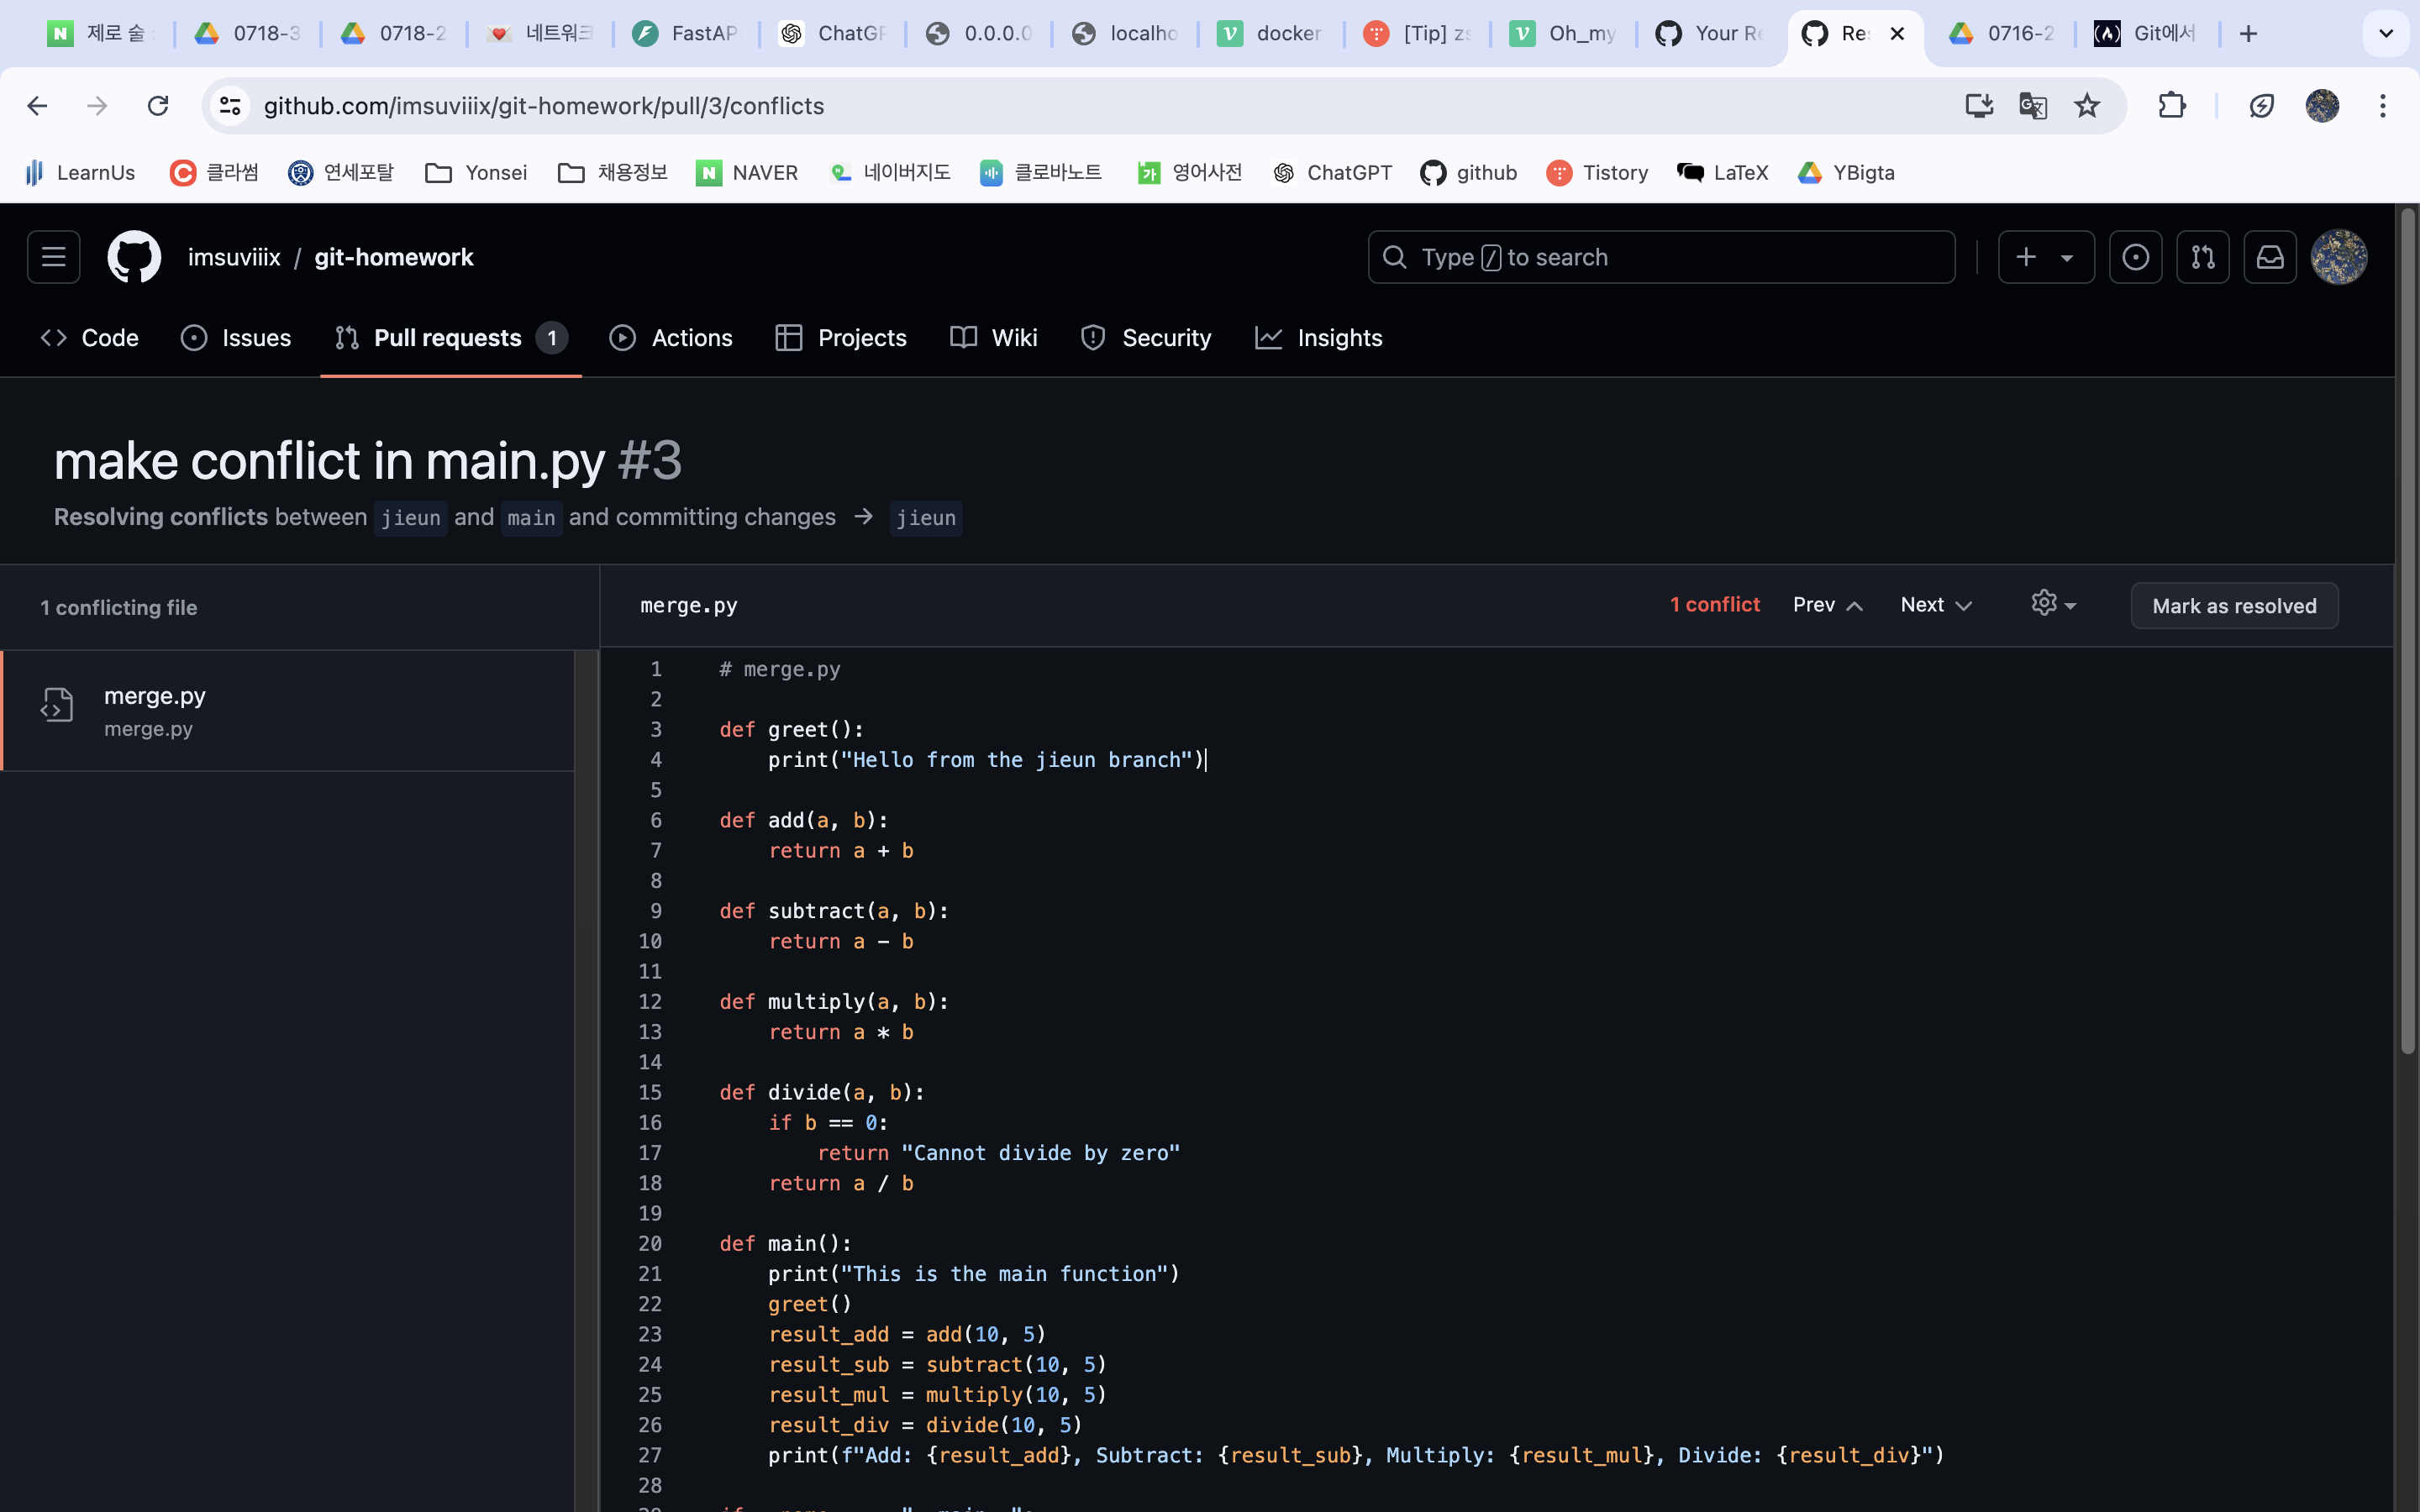 제로 술
0718-3
0718-2
네트워크
FastAP
ChatGP
0.0.0.0
localho
docker
[Tip] zs
Oh_my
Your Re
Re
0716-2
Git에서
github.com/imsuviiix/git-homework/pull/3/conflicts
LearnUs
클라썸
연세포탈
Yonsei
채용정보
NAVER
네이버지도
클로바노트
영어사전
ChatGPT
github
Tistory
LaTeX
YBigta
imsuviiix / git-homework
Type / to search
Code
Issues
Pull requests 1
Actions
Projects
Wiki
Security
Insights
make conflict in main.py #3
Resolving conflicts between jieun and main and committing changes → jieun
1 conflicting file
merge.py
merge.py
merge.py
1 conflict
Prev
Next
Mark as resolved
1 # merge.py
2
3 def greet():
4     print("Hello from the jieun branch")
5
6 def add(a, b):
7     return a + b
8
9 def subtract(a, b):
10     return a - b
11
12 def multiply(a, b):
13     return a * b
14
15 def divide(a, b):
16     if b == 0:
17         return "Cannot divide by zero"
18     return a / b
19
20 def main():
21     print("This is the main function")
22     greet()
23     result_add = add(10, 5)
24     result_sub = subtract(10, 5)
25     result_mul = multiply(10, 5)
26     result_div = divide(10, 5)
27     print(f"Add: {result_add}, Subtract: {result_sub}, Multiply: {result_mul}, Divide: {result_div}")
28